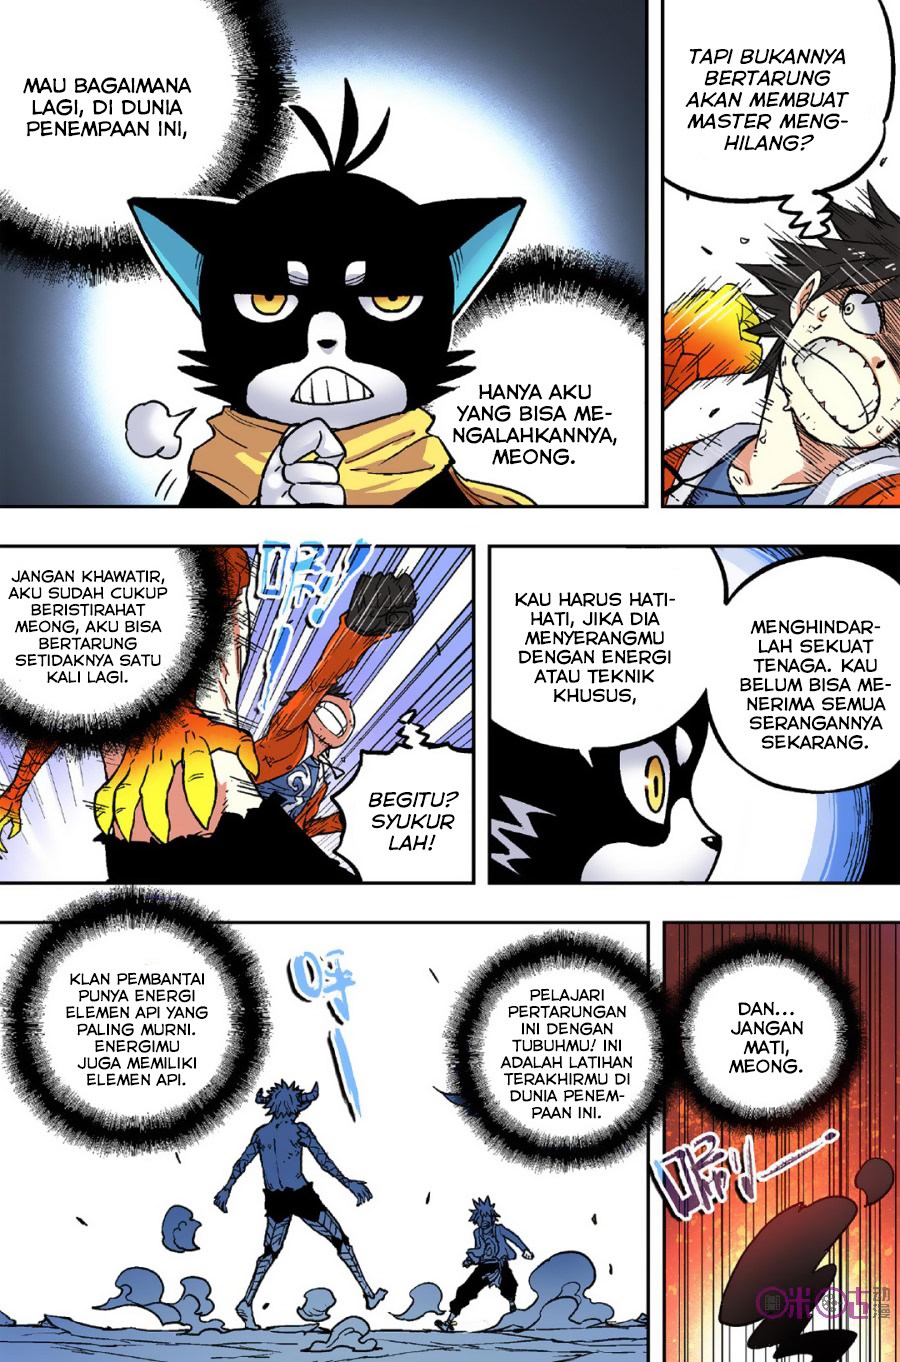 MAU BAGAIMANA
LAGI, DI DUNIA
PENEMPAAN INI,
HANYA AKU
YANG BISA ME-
NGALAHKANNYA,
MEONG.
TAPI BUKANNYA
BERTARUNG
AKAN MEMBUAT
MASTER MENG-
HILANG?
JANGAN KHAWATIR,
AKU SUDAH CUKUP
BERISTIRAHAT
MEONG, AKU BISA
BERTARUNG
SETIDAKNYA SATU
KALI LAGI.
BEGITU?
SYUKUR
LAH!
KAU HARUS HATI-
HATI, JIKA DIA
MENYERANGMU
DENGAN ENERGI
ATAU TEKNIK
KHUSUS,
MENGHINDAR-
LAH SEKUAT
TENAGA. KAU
BELUM BISA ME-
NERIMA SEMUA
SERANGANNYA
SEKARANG.
KLAN PEMBANTAI
PUNYA ENERGI
ELEMEN API YANG
PALING MURNI.
ENERGIMU
JUGA MEMILIKI
ELEMEN API.
呼
PELAJARI
PERTARUNGAN
INI DENGAN
TUBUHMU! INI
ADALAH LATIHAN
TERAKHIRMU DI
DUNIA PENEM-
PAAN INI.
DAN...
JANGAN
MATI,
MEONG.